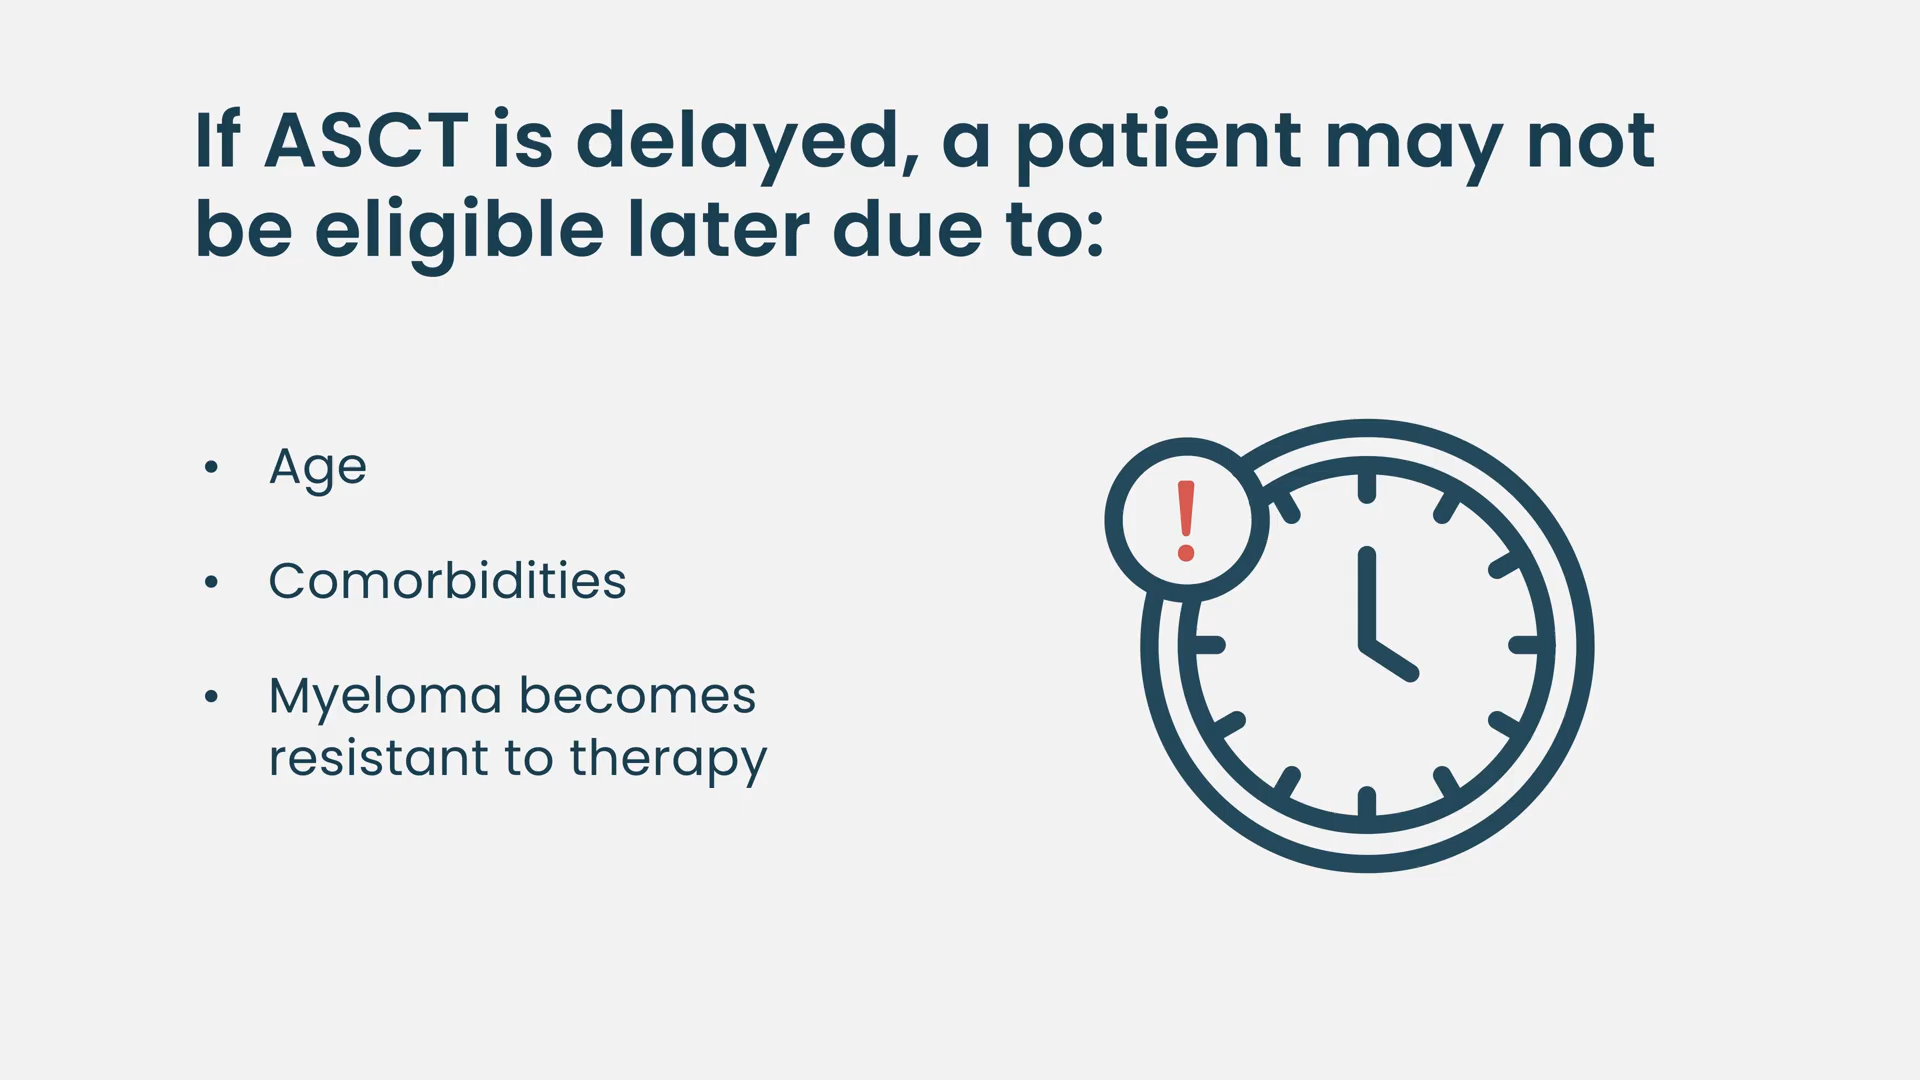 If ASCT is delayed, a patient may not
be eligible later due to:
• Age
• Comorbidities
• Myeloma becomes
resistant to therapy
!